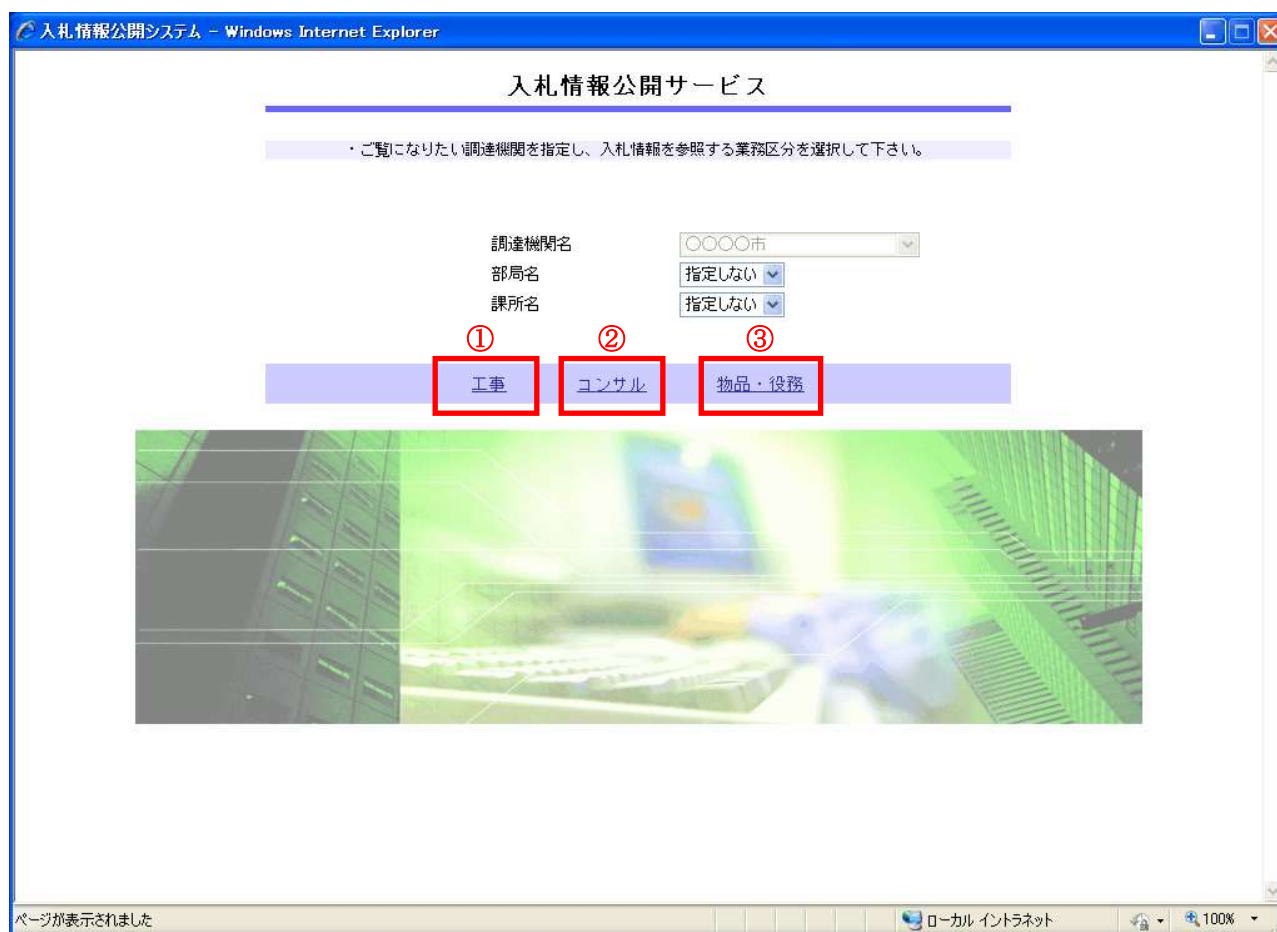 入札情報公開システム - Windows Internet Explorer
入札情報公開サービス
・ご覧になりたい調達機関を指定し、入札情報を参照する業務区分を選択して下さい。
調達機関名 ○○○○市
部局名 指定しない
課所名 指定しない
① ② ③
工事 コンサル 物品・役務
ページが表示されました ローカル イントラネット 100%